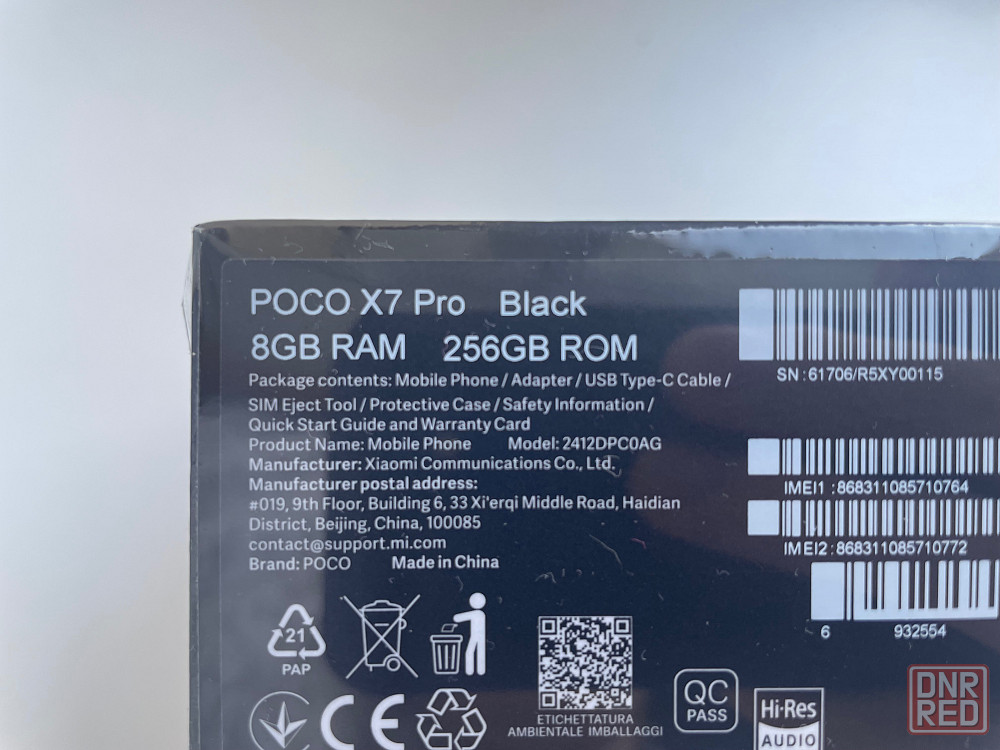 POCO X7 Pro Black
8GB RAM 256GB ROM
Package contents: Mobile Phone / Adapter / USB Type-C Cable /
SIM Eject Tool / Protective Case / Safety Information /
Quick Start Guide and Warranty Card
Product Name: Mobile Phone Model: 2412DPC0AG
Manufacturer: Xiaomi Communications Co., Ltd.
Manufacturer postal address:
#019, 9th Floor, Building 6, 33 Xi'erqi Middle Road, Haidian
District, Beijing, China, 100085
contact@support.mi.com
Brand: POCO Made in China
SN : 61706/R5XY00115
IMEI1 : 868311085710764
IMEI2 : 868311085710772
6 932554
21
PAP
CE
ETICHETTATURA
AMBIENTALE IMBALLAGGI
QC
PASS
Hi-Res
AUDIO
DNR
RED